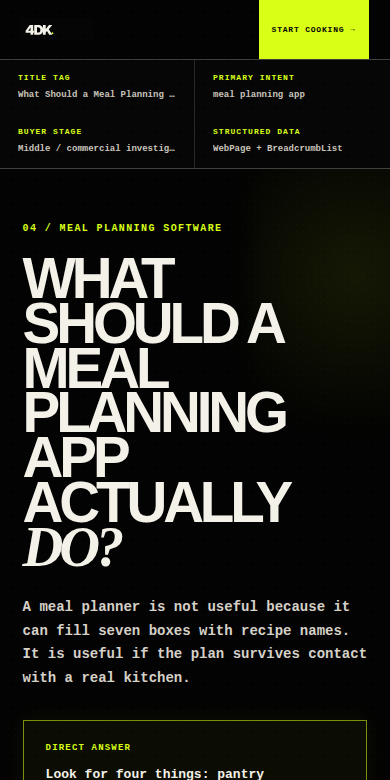 4DK.
START COOKING →
TITLE TAG
What Should a Meal Planning …
PRIMARY INTENT
meal planning app
BUYER STAGE
Middle / commercial investig…
STRUCTURED DATA
WebPage + BreadcrumbList
04 / MEAL PLANNING SOFTWARE
WHAT
SHOULD A
MEAL
PLANNING
APP
ACTUALLY
DO?
A meal planner is not useful because it
can fill seven boxes with recipe names.
It is useful if the plan survives contact
with a real kitchen.
DIRECT ANSWER
Look for four things: pantry